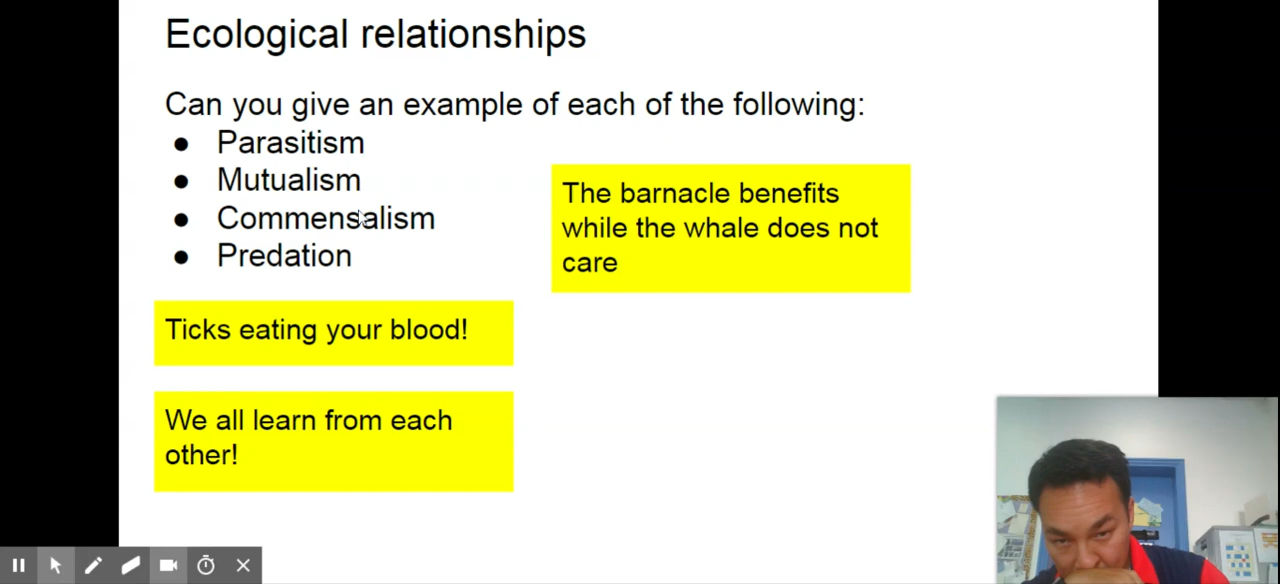 Ecological relationships
Can you give an example of each of the following:
● Parasitism
● Mutualism
● Commensalism
● Predation
The barnacle benefits
while the whale does not
care
Ticks eating your blood!
We all learn from each
other!